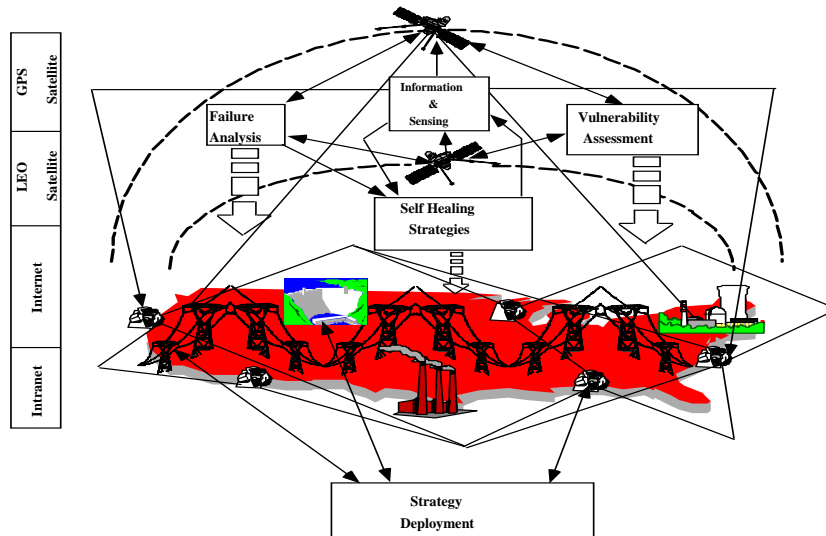 GPS
Satellite
LEO
Satellite
Internet
Intranet
Information
&
Sensing
Failure
Analysis
Vulnerability
Assessment
Self Healing
Strategies
Strategy
Deployment